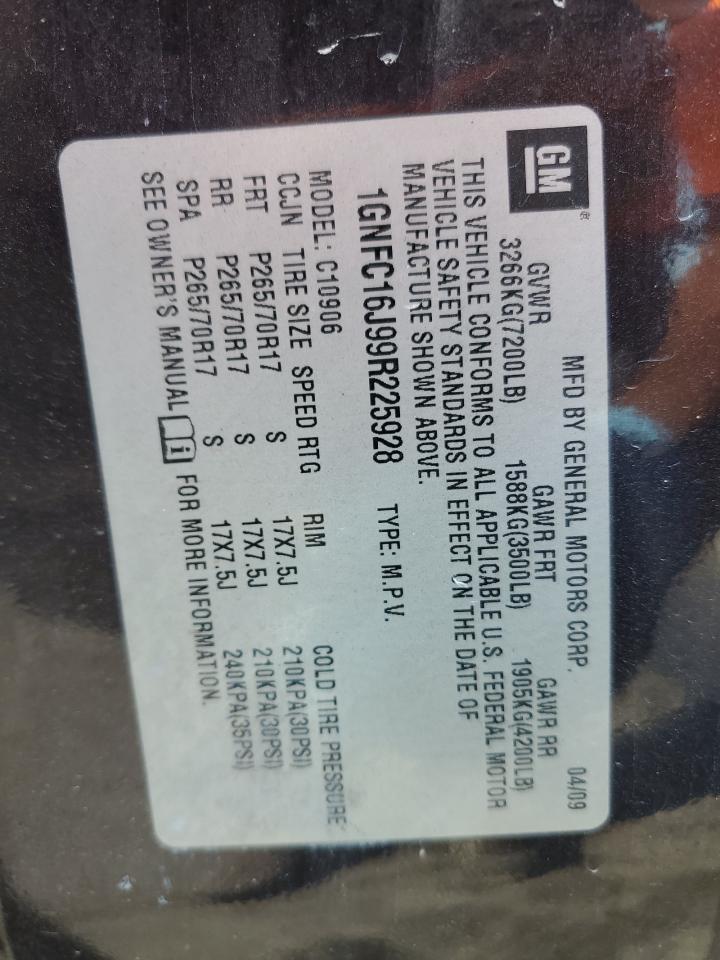 GM®
MFD BY GENERAL MOTORS CORP. 04/09
GVWR GAWR FRT GAWR RR
3266KG(7200LB) 1588KG(3500LB) 1905KG(4200LB)
THIS VEHICLE CONFORMS TO ALL APPLICABLE U.S. FEDERAL MOTOR
VEHICLE SAFETY STANDARDS IN EFFECT ON THE DATE OF
MANUFACTURE SHOWN ABOVE.
1GNFC16J99R225928 TYPE: M.P.V.
MODEL: C10906
CCJN TIRE SIZE SPEED RTG RIM COLD TIRE PRESSURE
FRT P265/70R17 S 17X7.5J 210KPA(30PSI)
RR P265/70R17 S 17X7.5J 210KPA(30PSI)
SPA P265/70R17 S 17X7.5J 240KPA(35PSI)
SEE OWNER'S MANUAL i FOR MORE INFORMATION.